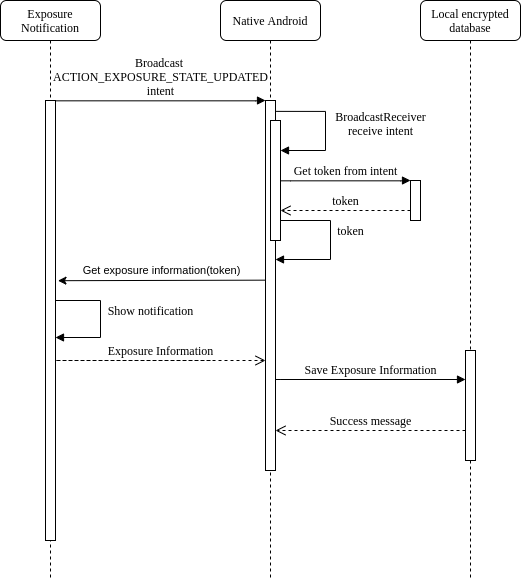 Exposure
Notification
Native Android
Local encrypted
database
Broadcast
ACTION_EXPOSURE_STATE_UPDATED
intent
BroadcastReceiver
receive intent
Get token from intent
token
token
Get exposure information(token)
Show notification
Exposure Information
Save Exposure Information
Success message